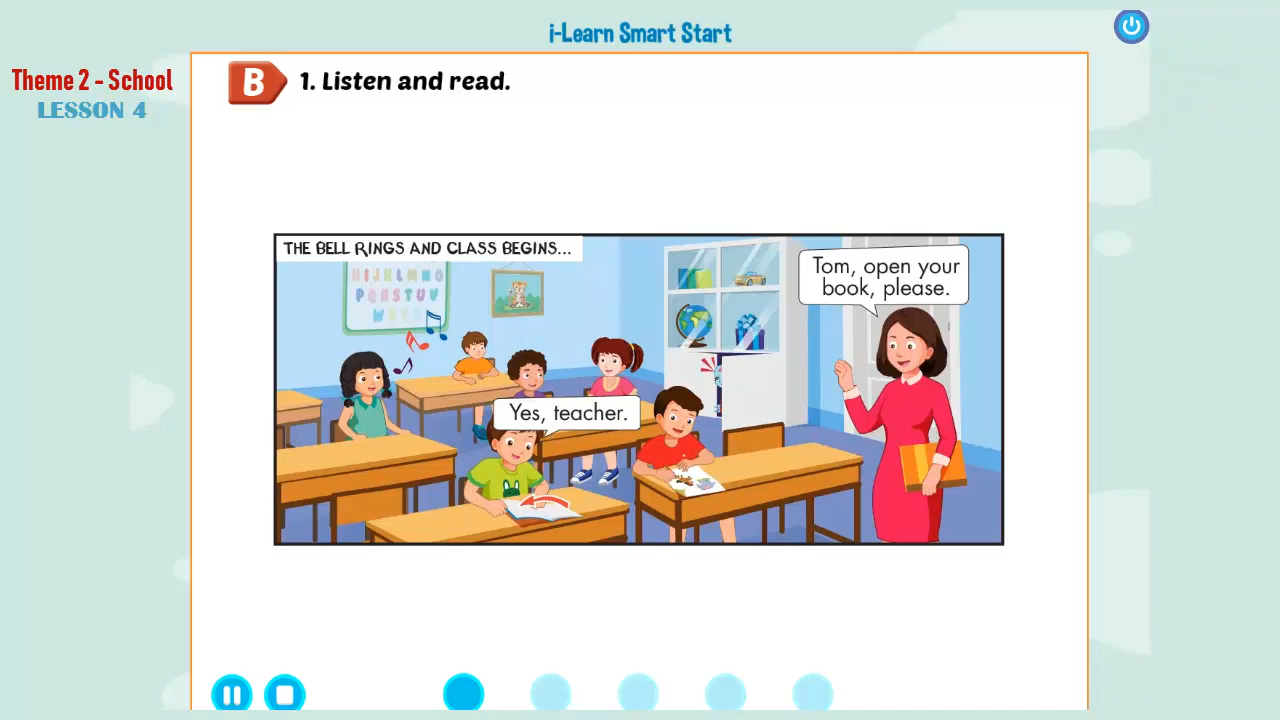 i-Learn Smart Start
Theme 2 - School
LESSON 4
B
1. Listen and read.
THE BELL RINGS AND CLASS BEGINS...
Tom, open your
book, please.
H I J K L M N O
P Q R S T U V
W
Yes, teacher.